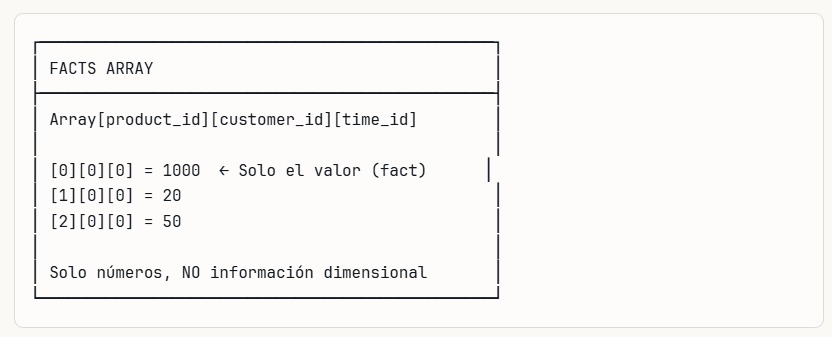 FACTS ARRAY
Array[product_id][customer_id][time_id]
[0][0][0] = 1000  ← Solo el valor (fact)
[1][0][0] = 20
[2][0][0] = 50
Solo números, NO información dimensional